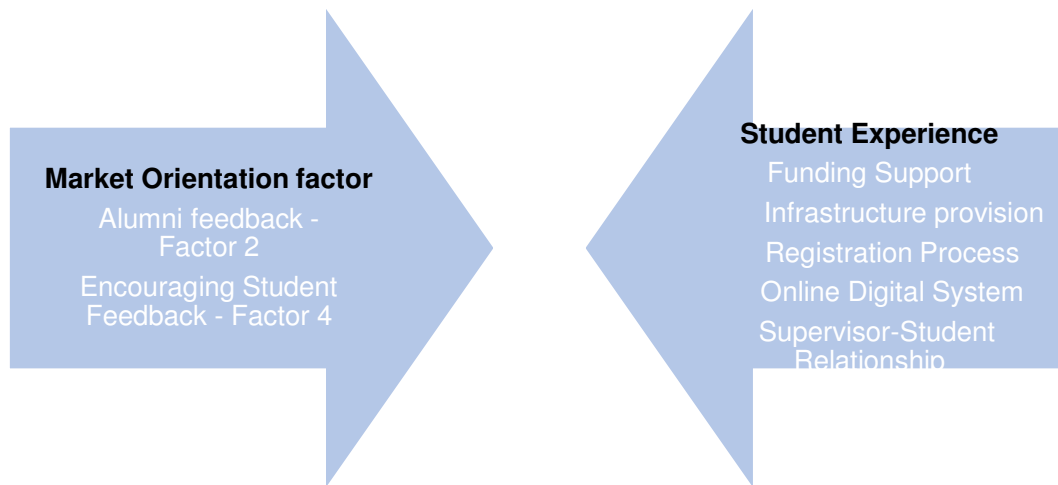 Market Orientation factor
Alumni feedback -
Factor 2
Encouraging Student
Feedback - Factor 4
Student Experience
Funding Support
Infrastructure provision
Registration Process
Online Digital System
Supervisor-Student
Relationship